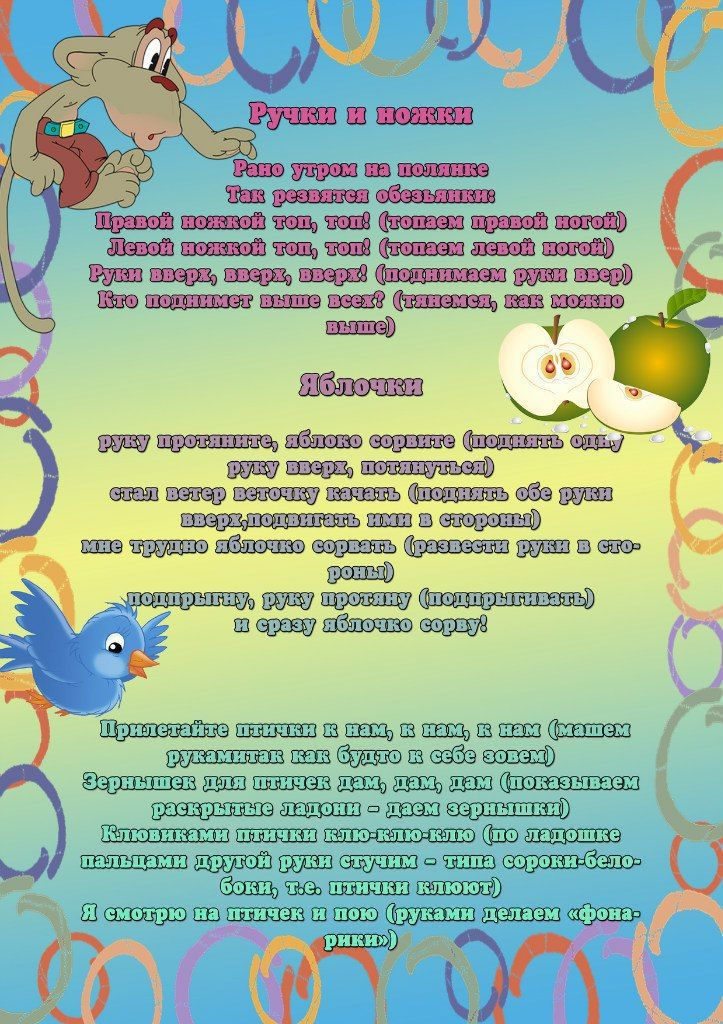 Ручки и ножки
Рано утром на полянке
Так резвятся обезьянки:
Правой ножкой топ, топ! (топаем правой ногой)
Левой ножкой топ, топ! (топаем левой ногой)
Руки вверх, вверх, вверх! (поднимаем руки ввер)
Кто поднимет выше всех? (тянемся, как можно
выше)
Яблочки
руку протяните, яблоко сорвите (поднять одну
руку вверх, потянуться)
стал ветер веточку качать (поднять обе руки
вверх,подвигать ими в стороны)
мне трудно яблочко сорвать (развести руки в сто-
роны)
подпрыгну, руку протяну (подпрыгивать)
и сразу яблочко сорву!
Прилетайте птички к нам, к нам, к нам (машем
рукамитак как будто к себе зовем)
Зернышек для птичек дам, дам, дам (показываем
раскрытые ладони – даем зернышки)
Клювиками птички клю-клю-клю (по ладошке
пальцами другой руки стучим – типа сороки-бело-
боки, т.е. птички клюют)
Я смотрю на птичек и пою (руками делаем «фона-
рики»)